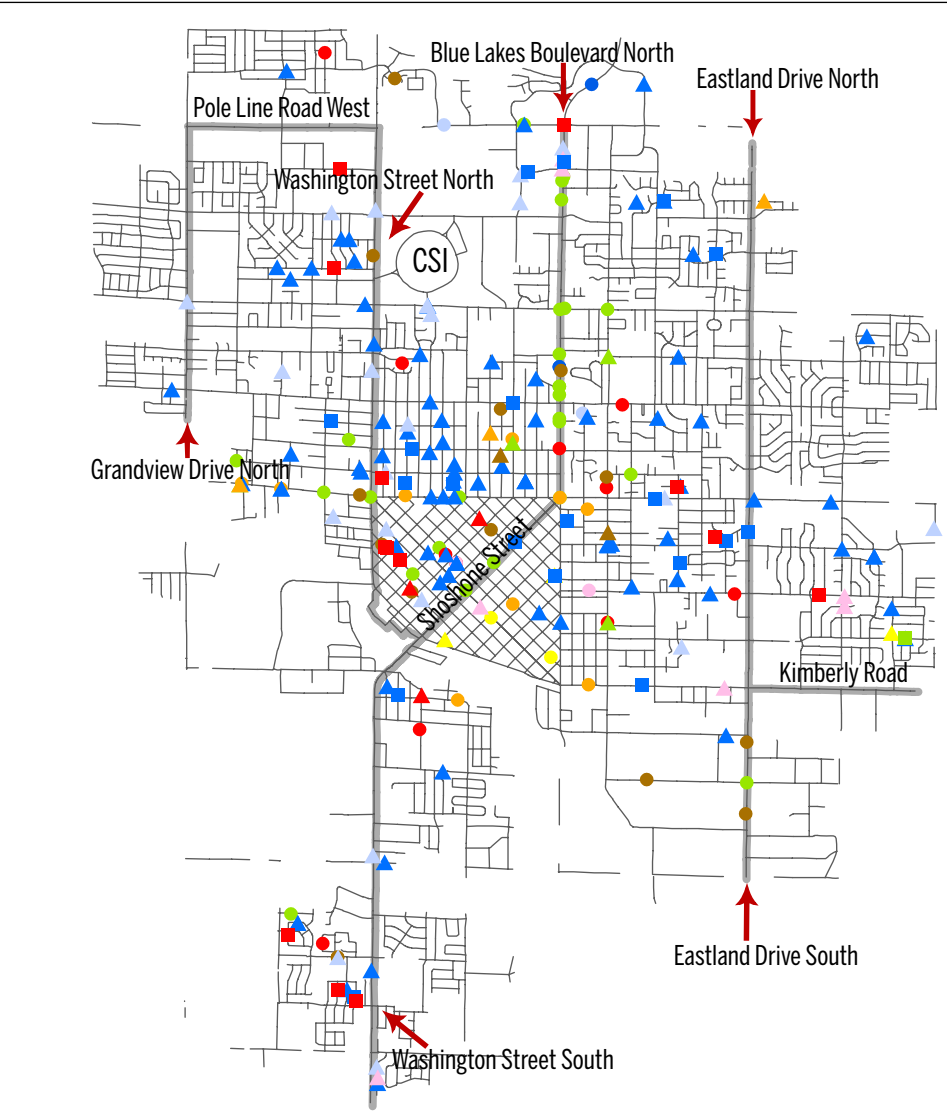 Blue Lakes Boulevard North
Eastland Drive North
Pole Line Road West
Washington Street North
CSI
Grandview Drive North
Shoshone Street
Kimberly Road
Eastland Drive South
Washington Street South